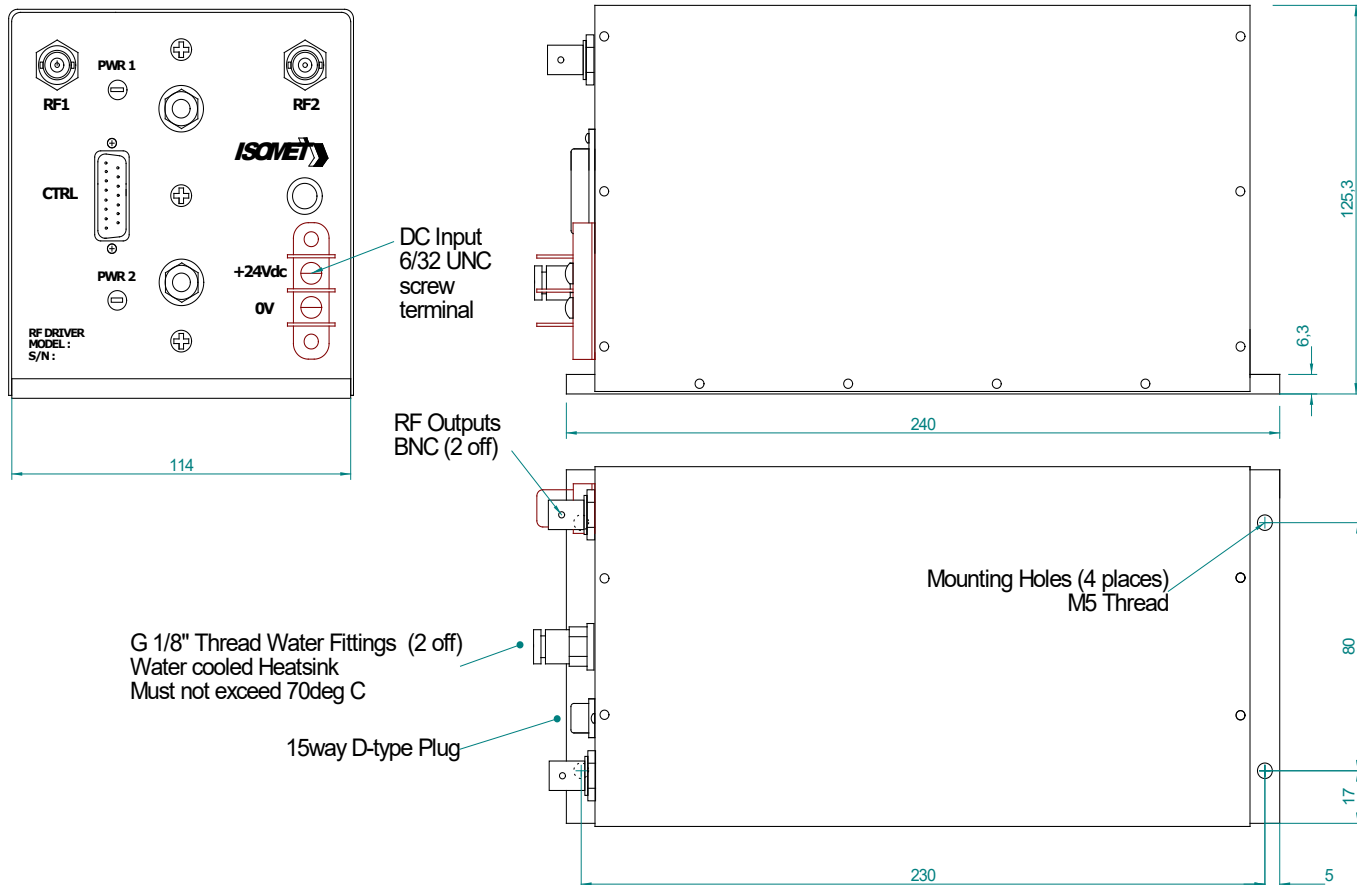 PWR 1
RF1
RF2
ISOMET
CTRL
PWR 2
+24Vdc
0V
RF DRIVER
MODEL :
S/N :
114
DC Input
6/32 UNC
screw
terminal
125,3
6,3
240
RF Outputs
BNC (2 off)
Mounting Holes (4 places)
M5 Thread
G 1/8" Thread Water Fittings (2 off)
Water cooled Heatsink
Must not exceed 70deg C
15way D-type Plug
80
17
230
5